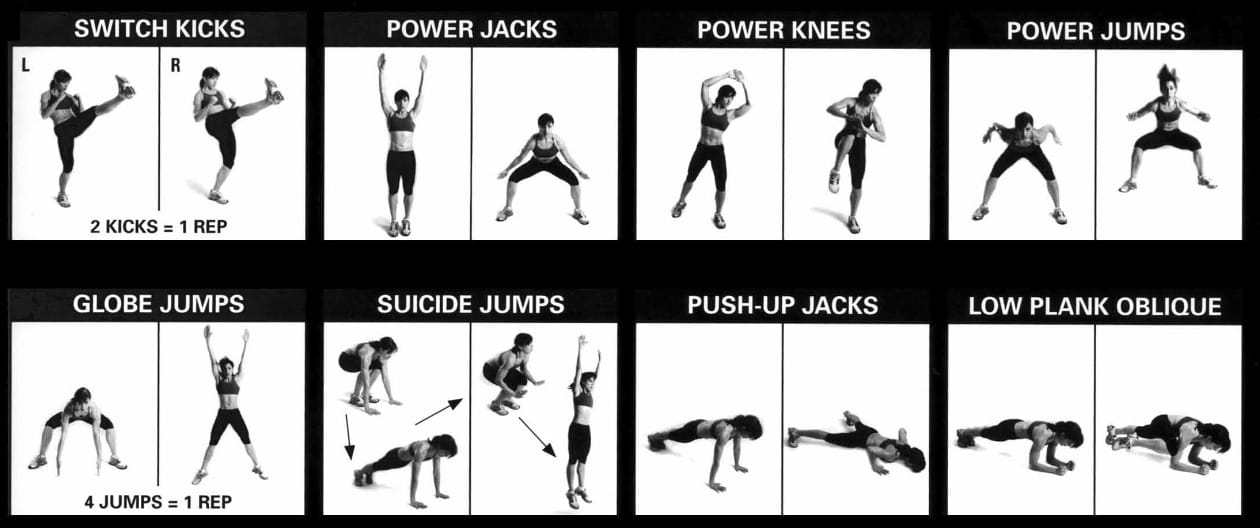 SWITCH KICKS
POWER JACKS
POWER KNEES
POWER JUMPS
L
R
2 KICKS = 1 REP
GLOBE JUMPS
SUICIDE JUMPS
PUSH-UP JACKS
LOW PLANK OBLIQUE
4 JUMPS = 1 REP